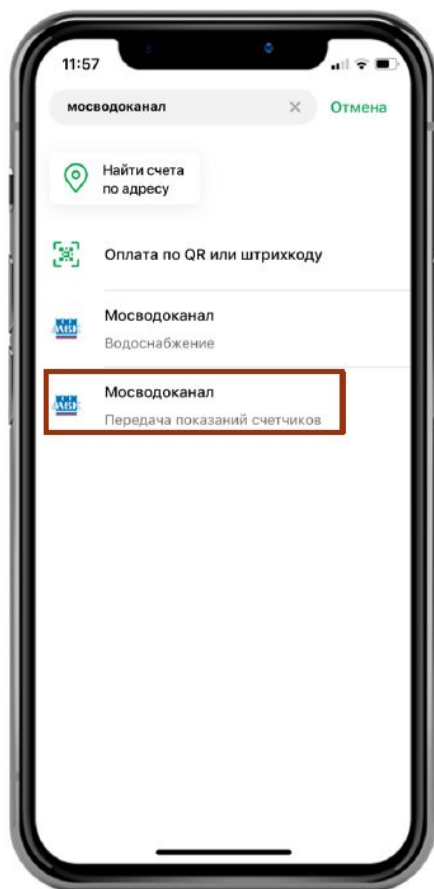 11:57
мосводоканал
Отмена
Найти счета
по адресу
Оплата по QR или штрихкоду
Мосводоканал
Водоснабжение
Мосводоканал
Передача показаний счетчиков